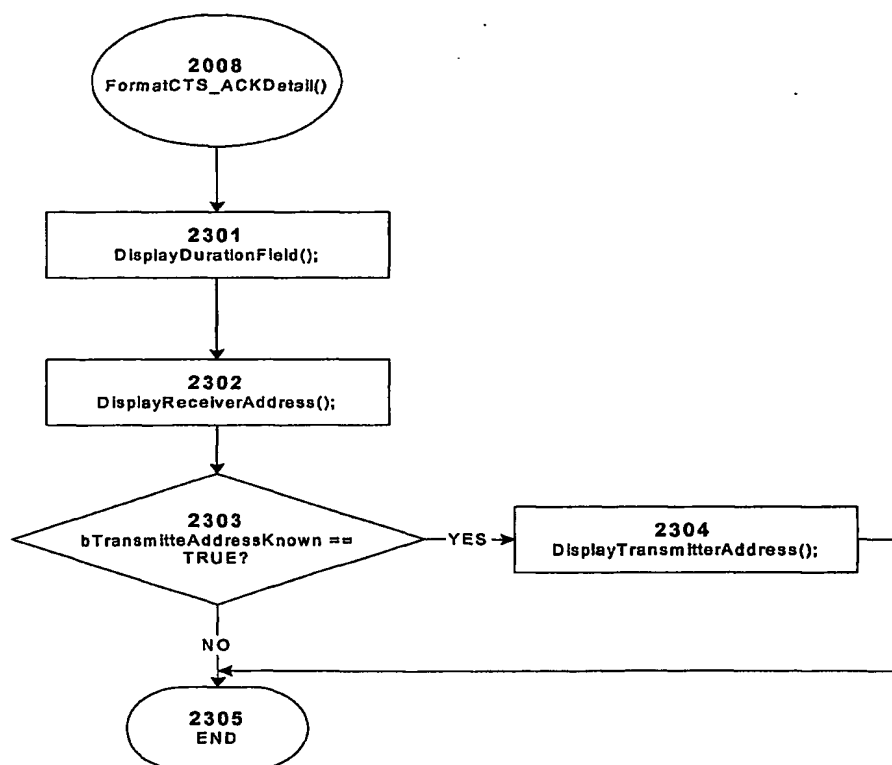 2008
FormatCTS_ACKDetail()
2301
DisplayDurationField();
2302
DisplayReceiverAddress();
2303
bTransmitteAddressKnown ==
TRUE?
YES
2304
DisplayTransmitterAddress();
NO
2305
END